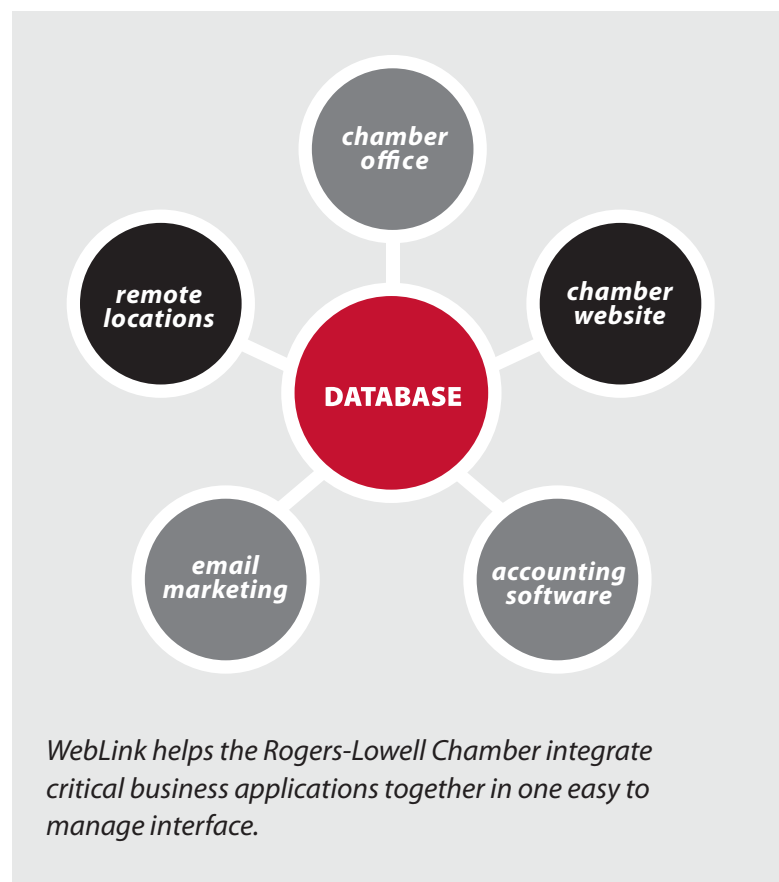 chamber
office
remote
locations
chamber
website
DATABASE
email
marketing
accounting
software
WebLink helps the Rogers-Lowell Chamber integrate
critical business applications together in one easy to
manage interface.